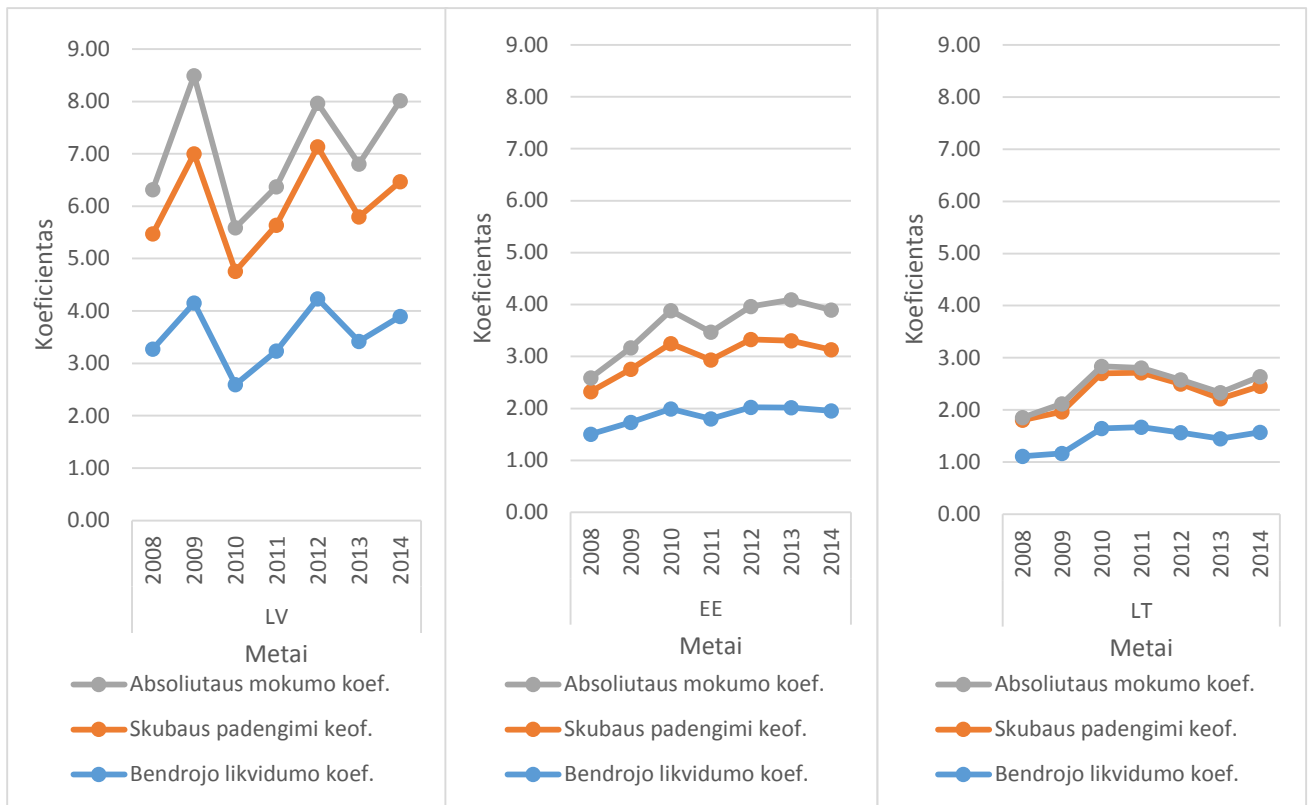 9.00
8.00
7.00
6.00
5.00
4.00
3.00
2.00
1.00
0.00
Koeficientas
2008
2009
2010
2011
2012
2013
2014
LV
Metai
Absoliutaus mokumo koef.
Skubaus padengimi keof.
Bendrojo likvidumo koef.
9.00
8.00
7.00
6.00
5.00
4.00
3.00
2.00
1.00
0.00
Koeficientas
2008
2009
2010
2011
2012
2013
2014
EE
Metai
Absoliutaus mokumo koef.
Skubaus padengimi keof.
Bendrojo likvidumo koef.
9.00
8.00
7.00
6.00
5.00
4.00
3.00
2.00
1.00
0.00
Koeficientas
2008
2009
2010
2011
2012
2013
2014
LT
Metai
Absoliutaus mokumo koef.
Skubaus padengimi keof.
Bendrojo likvidumo koef.